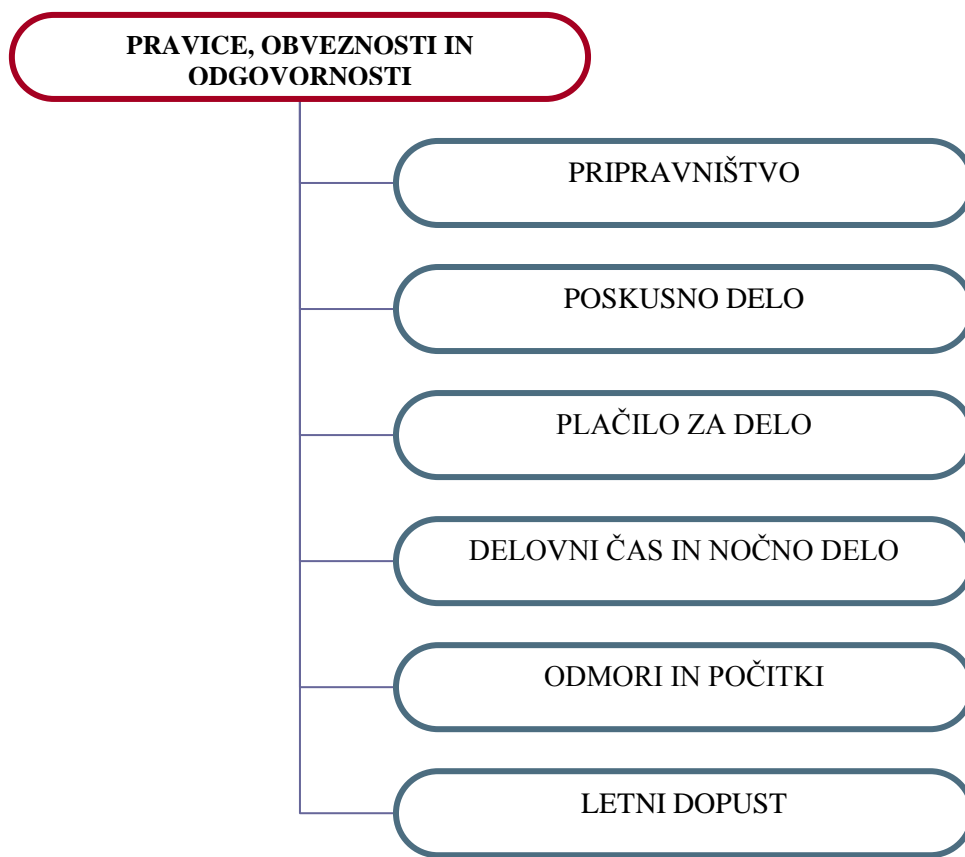 PRAVICE, OBVEZNOSTI IN
ODGOVORNOSTI
PRIPRAVNIŠTVO
POSKUSNO DELO
PLAČILO ZA DELO
DELOVNI ČAS IN NOČNO DELO
ODMORI IN POČITKI
LETNI DOPUST